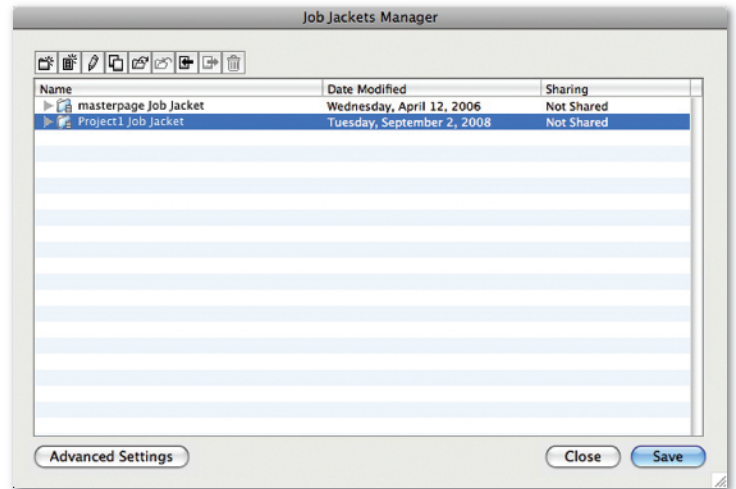 Job Jackets Manager
Name Date Modified Sharing
masterpage Job Jacket Wednesday, April 12, 2006 Not Shared
Project1 Job Jacket Tuesday, September 2, 2008 Not Shared
Advanced Settings Close Save